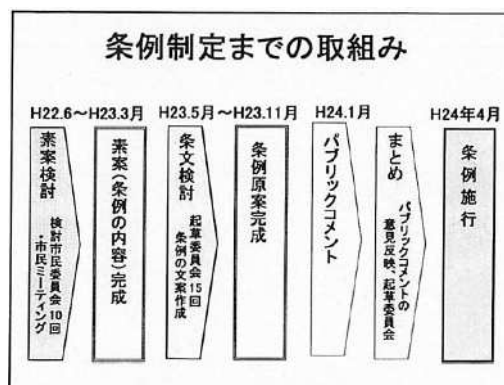 条例制定までの取組み
H22.6～H23.3月
H23.5月～H23.11月
H24.1月
H24年4月
素案検討
検討市民委員会10回
・市民ミーティング
素案(条例の内容)完成
条文検討
起草委員会15回
条例の文案作成
条例原案完成
パブリックコメント
まとめ
パブリックコメントの
意見反映、起草委員会
条例施行